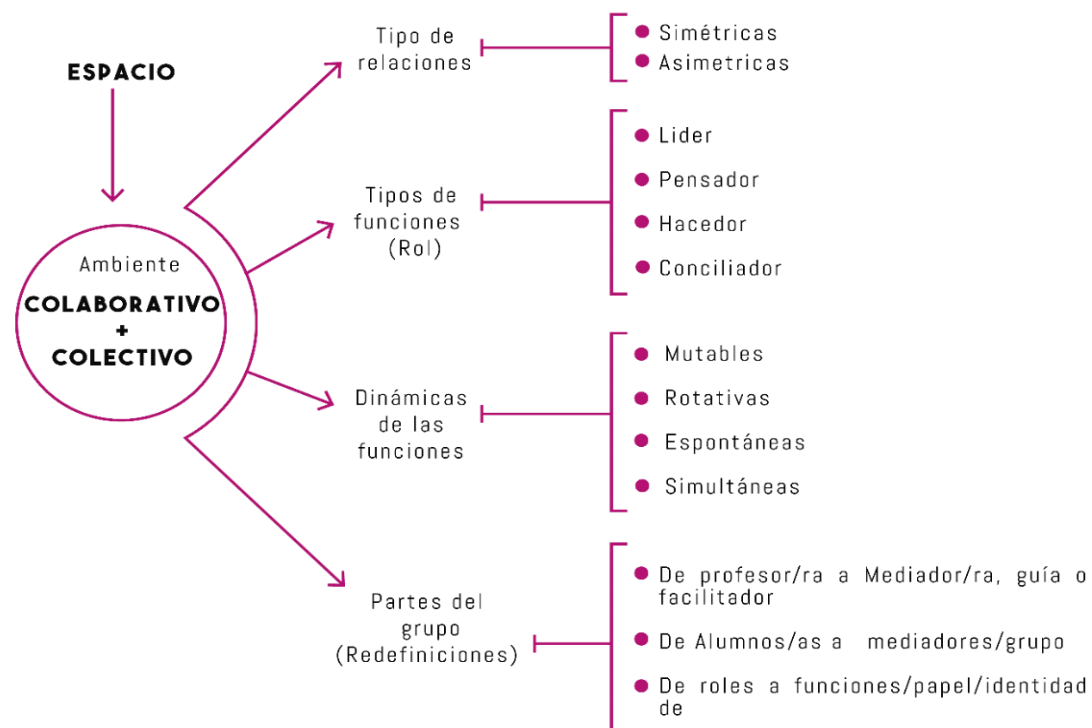 ESPACIO
Ambiente
COLABORATIVO
+
COLECTIVO
Tipo de
relaciones
Simétricas
Asimetricas
Tipos de
funciones
(Rol)
Lider
Pensador
Hacedor
Conciliador
Dinámicas
de las
funciones
Mutables
Rotativas
Espontáneas
Simultáneas
Partes del
grupo
(Redefiniciones)
De profesor/ra a Mediador/ra, guía o
facilitador
De Alumnos/as a mediadores/grupo
De roles a funciones/papel/identidad
de